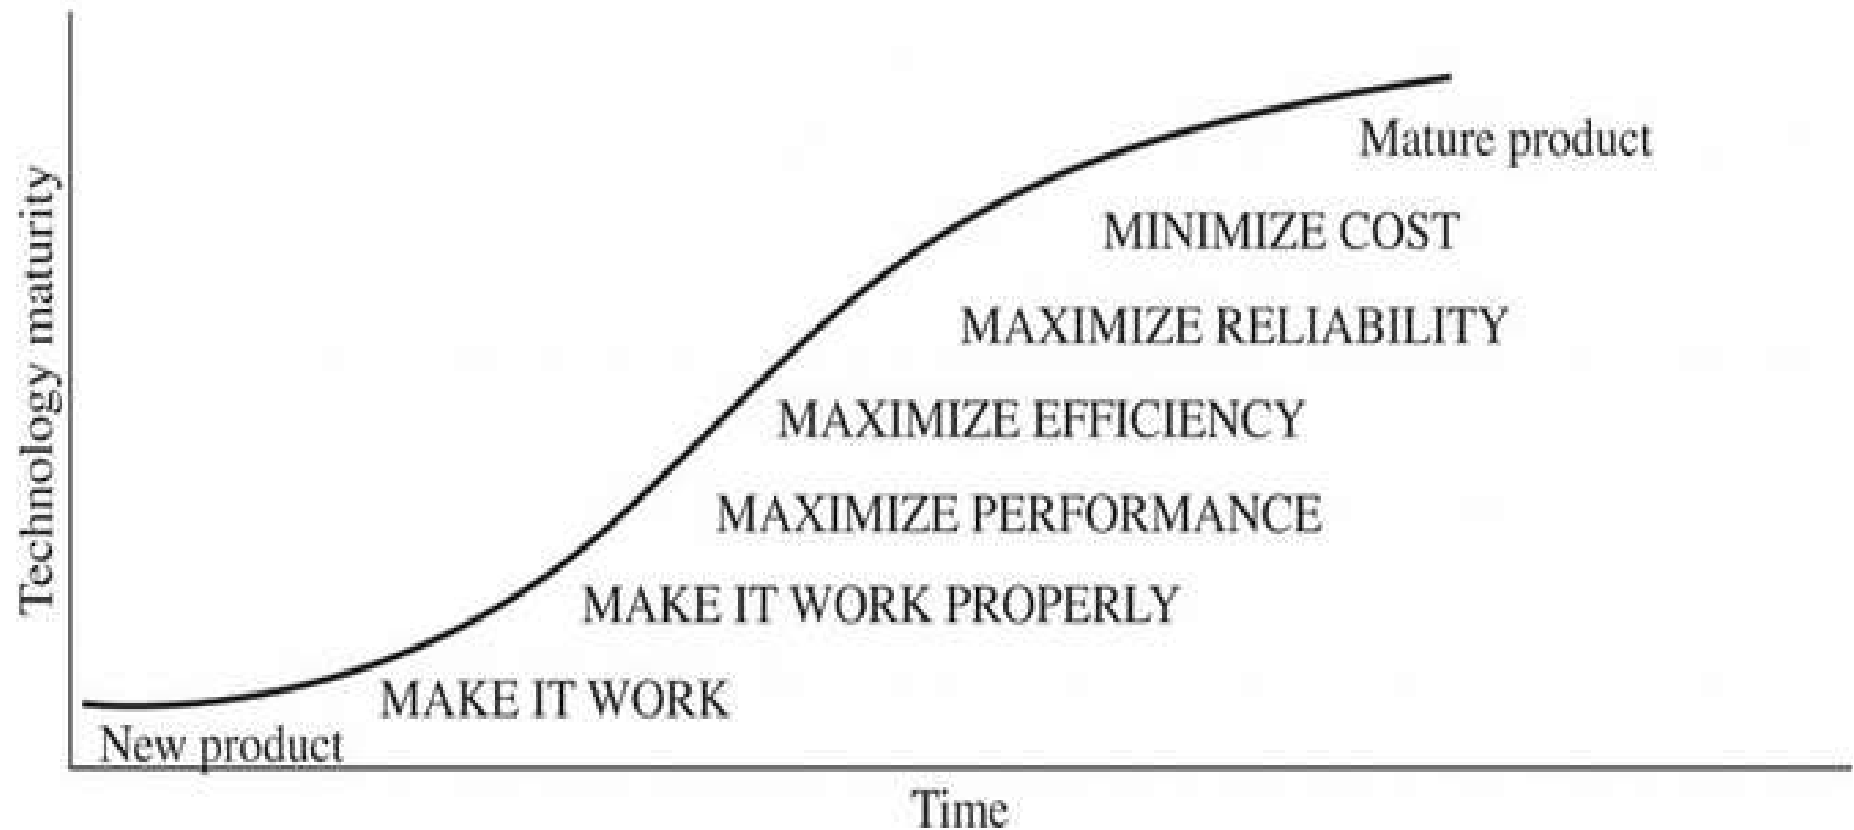 Technology maturity
Mature product
MINIMIZE COST
MAXIMIZE RELIABILITY
MAXIMIZE EFFICIENCY
MAXIMIZE PERFORMANCE
MAKE IT WORK PROPERLY
MAKE IT WORK
New product
Time